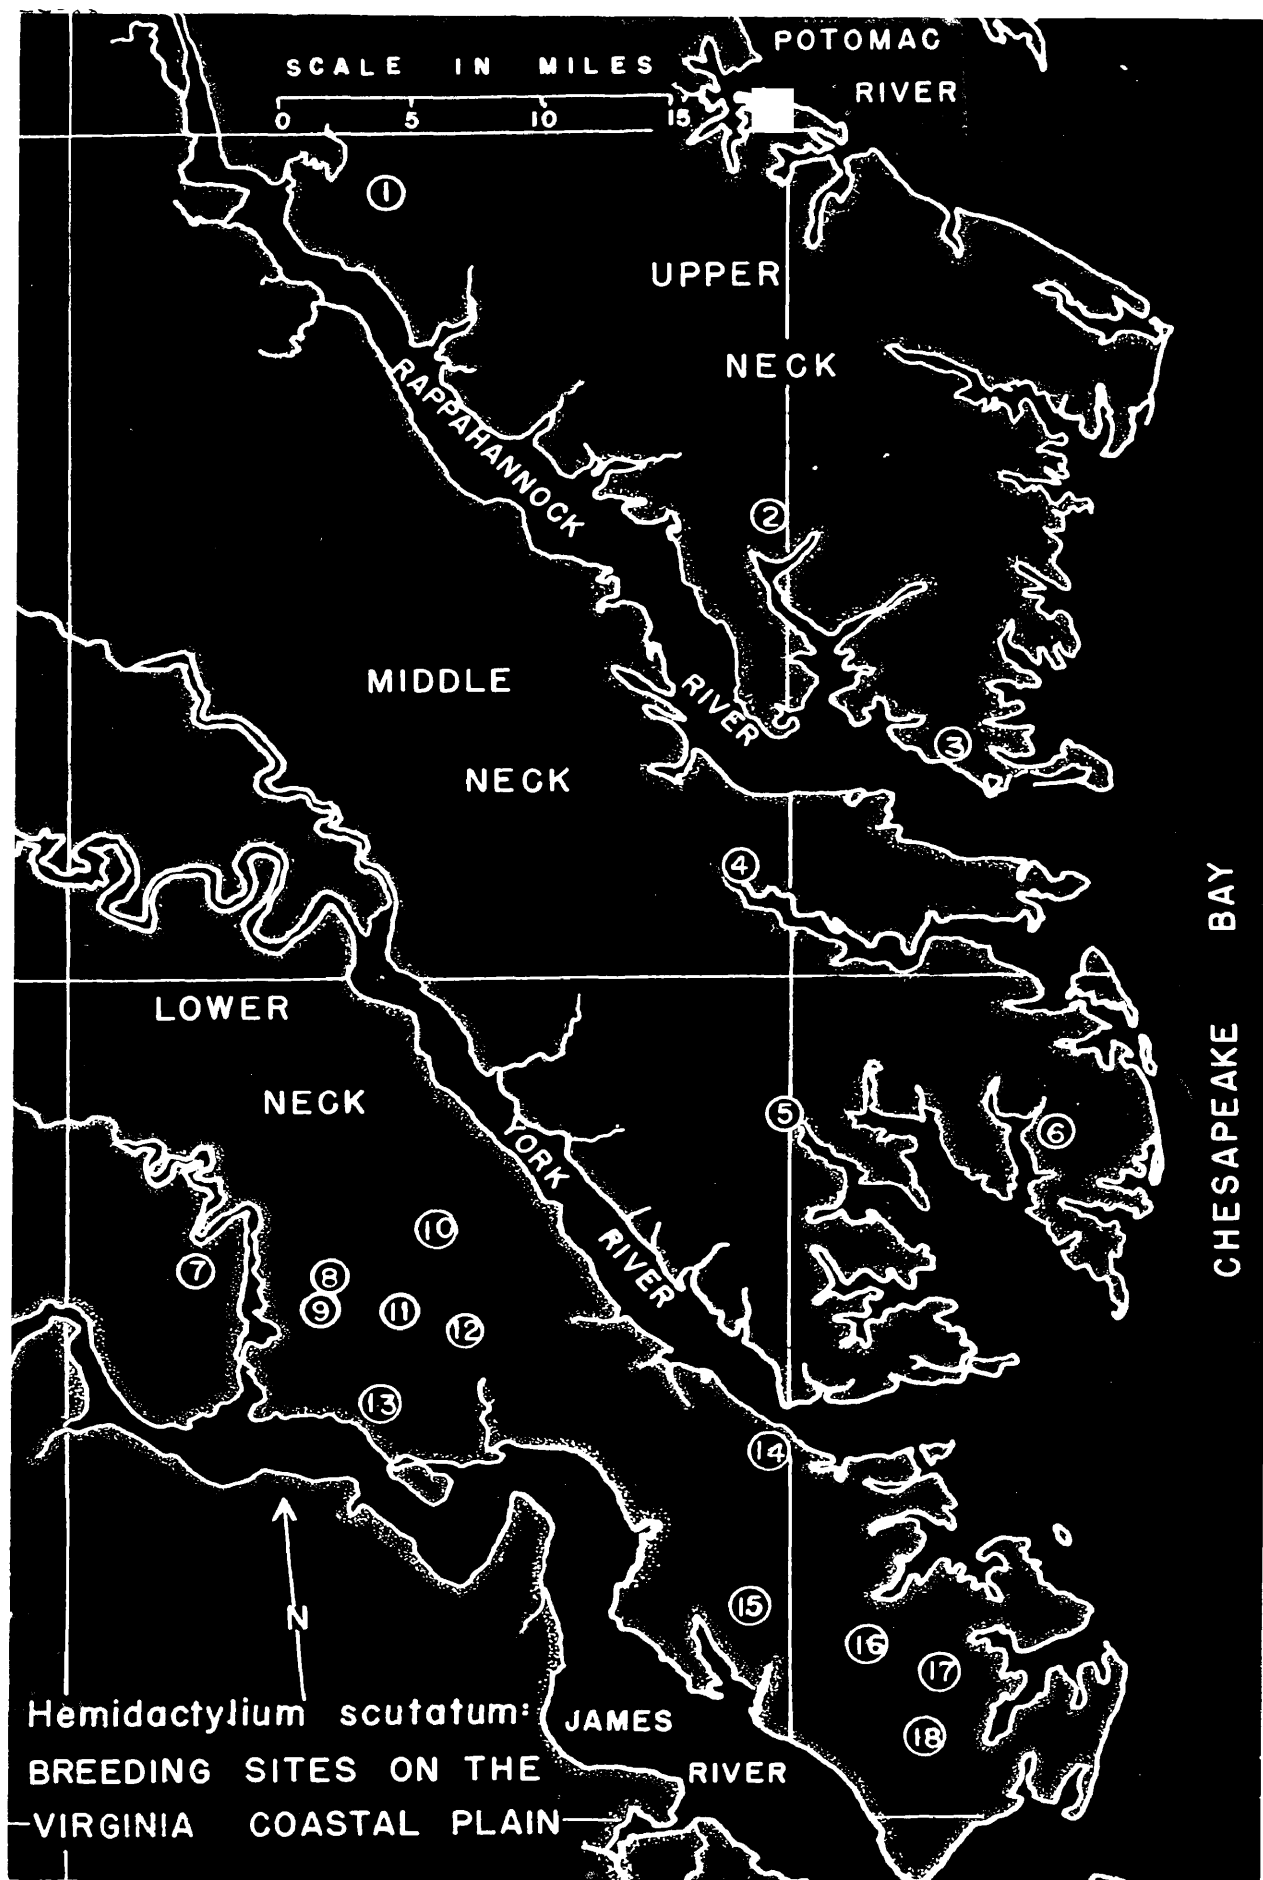 POTOMAC
RIVER
SCALE IN MILES
0 5 10 15
1
UPPER
NECK
RAPPAHANNOCK
RIVER
2
MIDDLE
NECK
3
4
CHESAPEAKE BAY
LOWER
NECK
5
6
YORK
RIVER
7
8
9
10
11
12
13
14
15
16
17
18
N
Hemidactylium scutatum:
BREEDING SITES ON THE
VIRGINIA COASTAL PLAIN
JAMES
RIVER